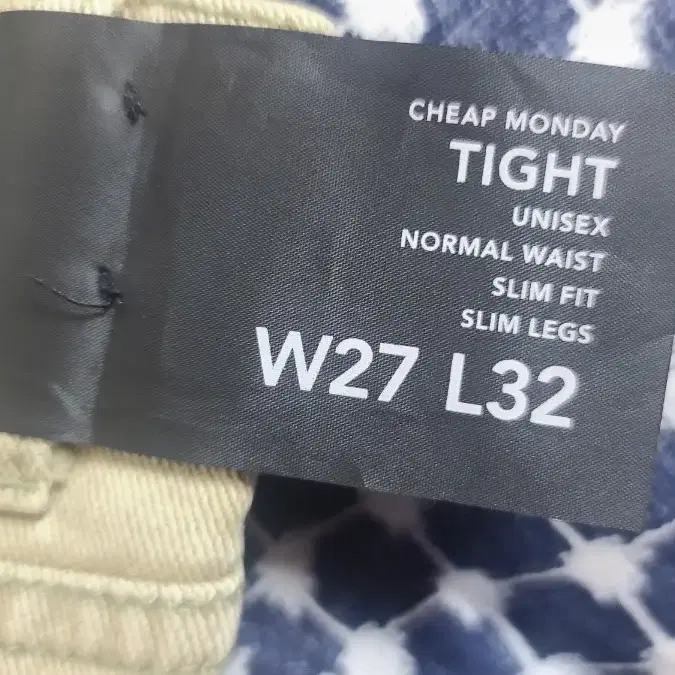 CHEAP MONDAY
TIGHT
UNISEX
NORMAL WAIST
SLIM FIT
SLIM LEGS
W27 L32